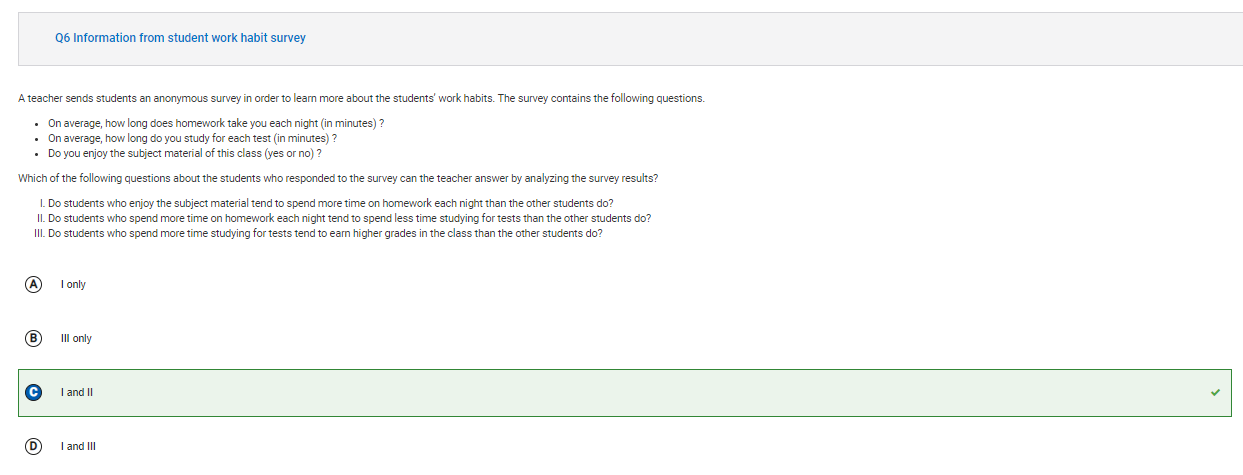 Q6 Information from student work habit survey
A teacher sends students an anonymous survey in order to learn more about the students' work habits. The survey contains the following questions.
• On average, how long does homework take you each night (in minutes) ?
• On average, how long do you study for each test (in minutes) ?
• Do you enjoy the subject material of this class (yes or no) ?
Which of the following questions about the students who responded to the survey can the teacher answer by analyzing the survey results?
I. Do students who enjoy the subject material tend to spend more time on homework each night than the other students do?
II. Do students who spend more time on homework each night tend to spend less time studying for tests than the other students do?
III. Do students who spend more time studying for tests tend to earn higher grades in the class than the other students do?
A I only
B III only
C I and II
D I and III